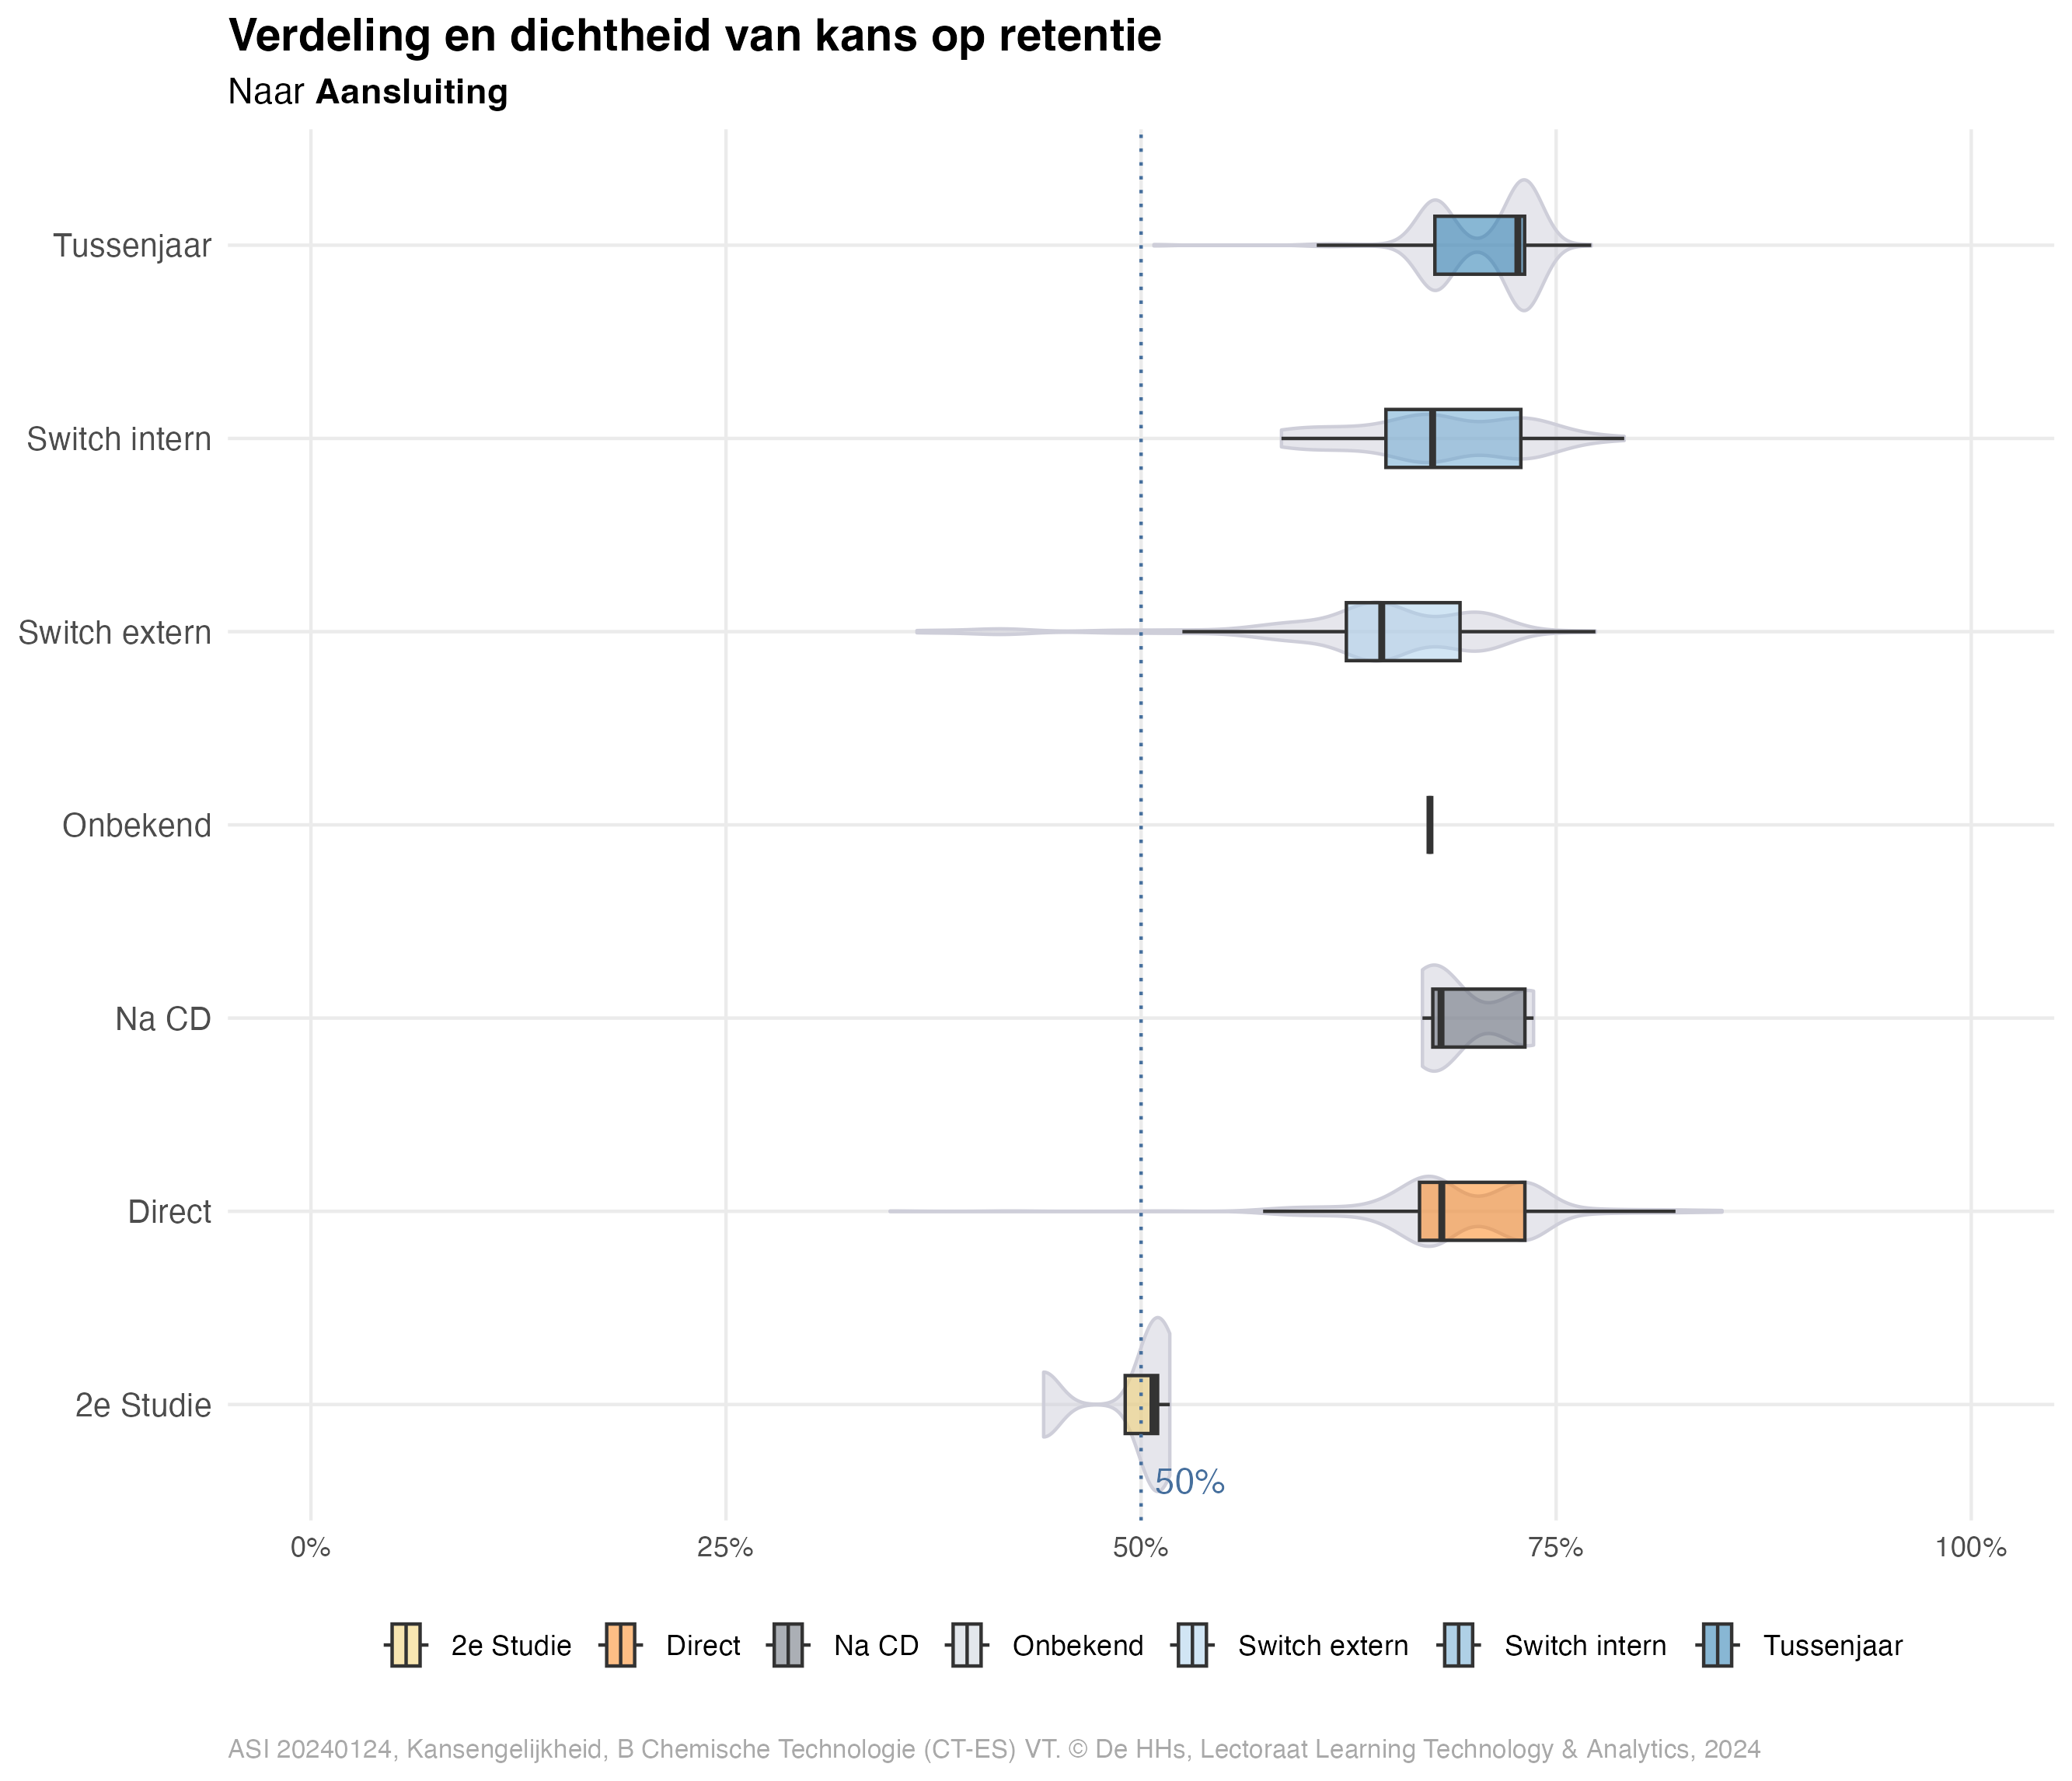 Verdeling en dichtheid van kans op retentie
Naar Aansluiting
Tussenjaar
Switch intern
Switch extern
Onbekend
Na CD
Direct
2e Studie
50%
0% 25% 50% 75% 100%
2e Studie Direct Na CD Onbekend Switch extern Switch intern Tussenjaar
ASI 20240124, Kansengelijkheid, B Chemische Technologie (CT-ES) VT. © De HHs, Lectoraat Learning Technology & Analytics, 2024